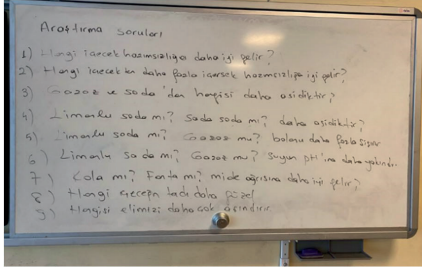 Araştırma Soruları
1) Hangi içecek hazımsızlığa daha iyi gelir?
2) Hangi içecekten daha fazla içersek hazımsızlığa iyi gelir?
3) Gazoz ve soda'dan hangisi daha asidiktir?
4) Limonlu soda mı? Sada soda mı? daha asidiktir?
5) Limonlu soda mı? Gazoz mu? balonu daha fazla şişirir
6) Limonlu soda mı? Gazoz mu? suyun pH'ına daha yakındır
7) Cola mı? Fanta mı? mide ağrısına daha iyi gelir?
8) Hangi tadı daha güzel
9) Hangisi elimizi daha çok aşındırır